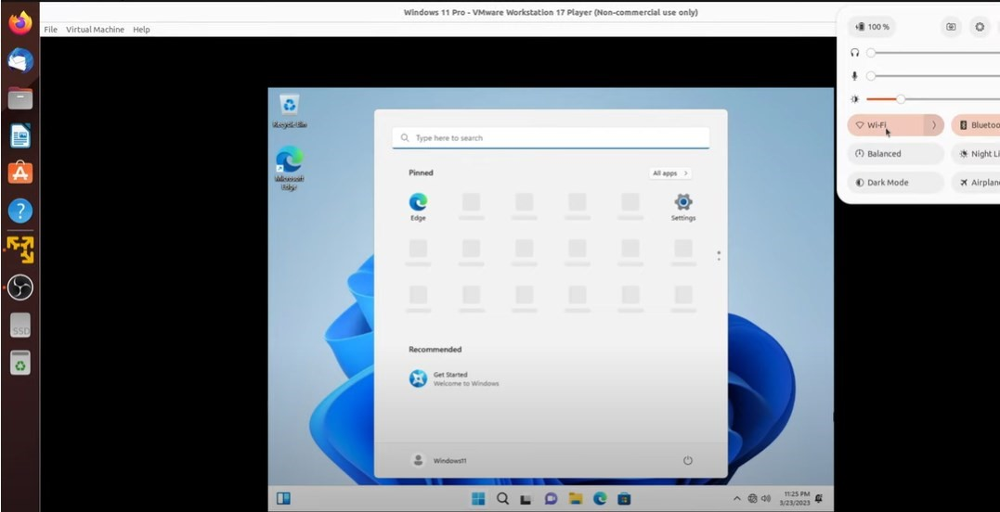 Windows 11 Pro - VMware Workstation 17 Player (Non-commercial use only)
File Virtual Machine Help
100 %
Wi-Fi
Bluetoo
Balanced
Night Li
Dark Mode
Airplan
Recycle Bin
Microsoft
Edge
Type here to search
Pinned
All apps
Edge
Settings
Recommended
Get Started
Welcome to Windows
Windows11
SSD
11:25 PM
3/23/2023